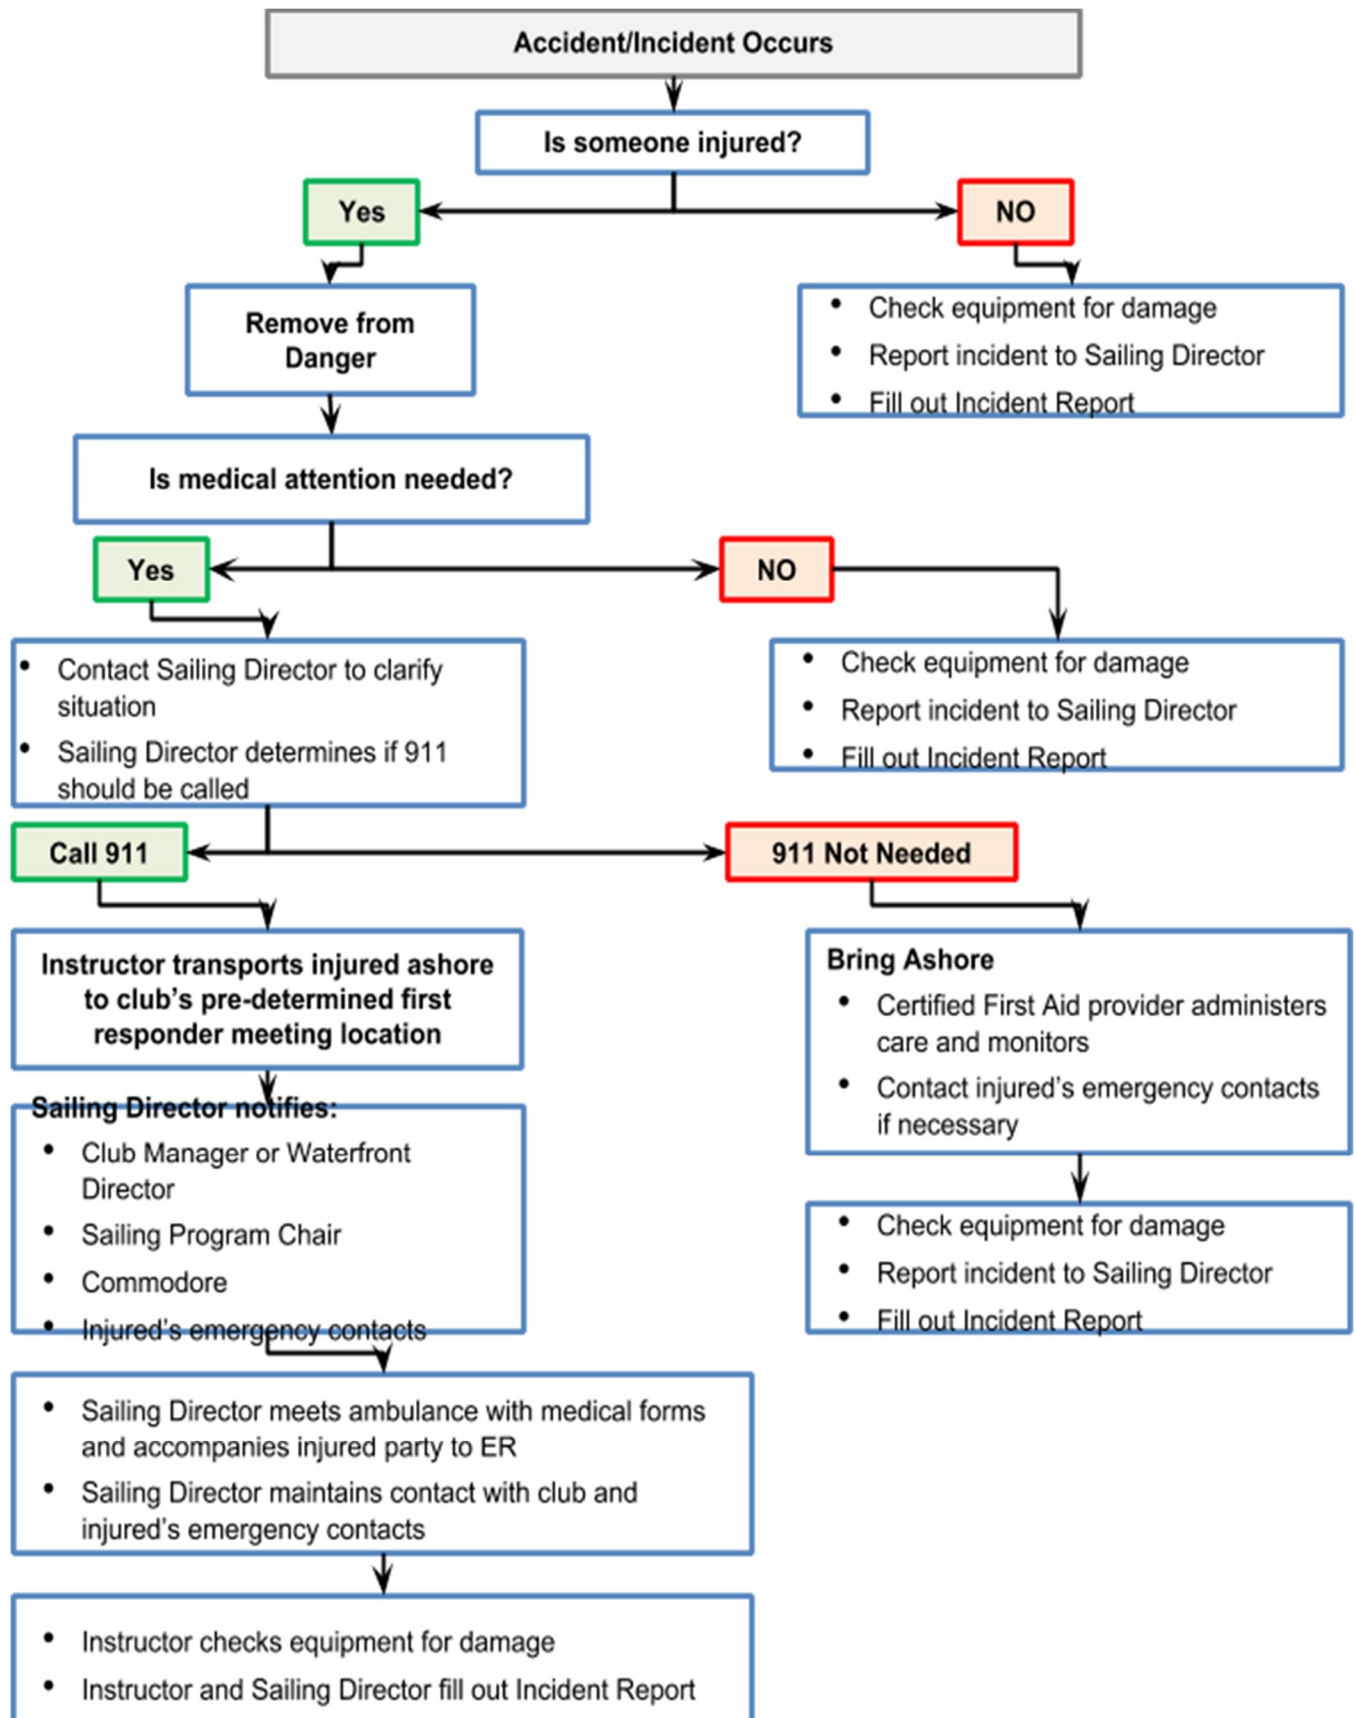 Accident/Incident Occurs
Is someone injured?
Yes
NO
Remove from
Danger
• Check equipment for damage
• Report incident to Sailing Director
• Fill out Incident Report
Is medical attention needed?
Yes
NO
• Contact Sailing Director to clarify
situation
• Sailing Director determines if 911
should be called
• Check equipment for damage
• Report incident to Sailing Director
• Fill out Incident Report
Call 911
911 Not Needed
Instructor transports injured ashore
to club's pre-determined first
responder meeting location
Bring Ashore
• Certified First Aid provider administers
care and monitors
• Contact injured's emergency contacts
if necessary
Sailing Director notifies:
• Club Manager or Waterfront
Director
• Sailing Program Chair
• Commodore
• Injured's emergency contacts
• Check equipment for damage
• Report incident to Sailing Director
• Fill out Incident Report
• Sailing Director meets ambulance with medical forms
and accompanies injured party to ER
• Sailing Director maintains contact with club and
injured's emergency contacts
• Instructor checks equipment for damage
• Instructor and Sailing Director fill out Incident Report